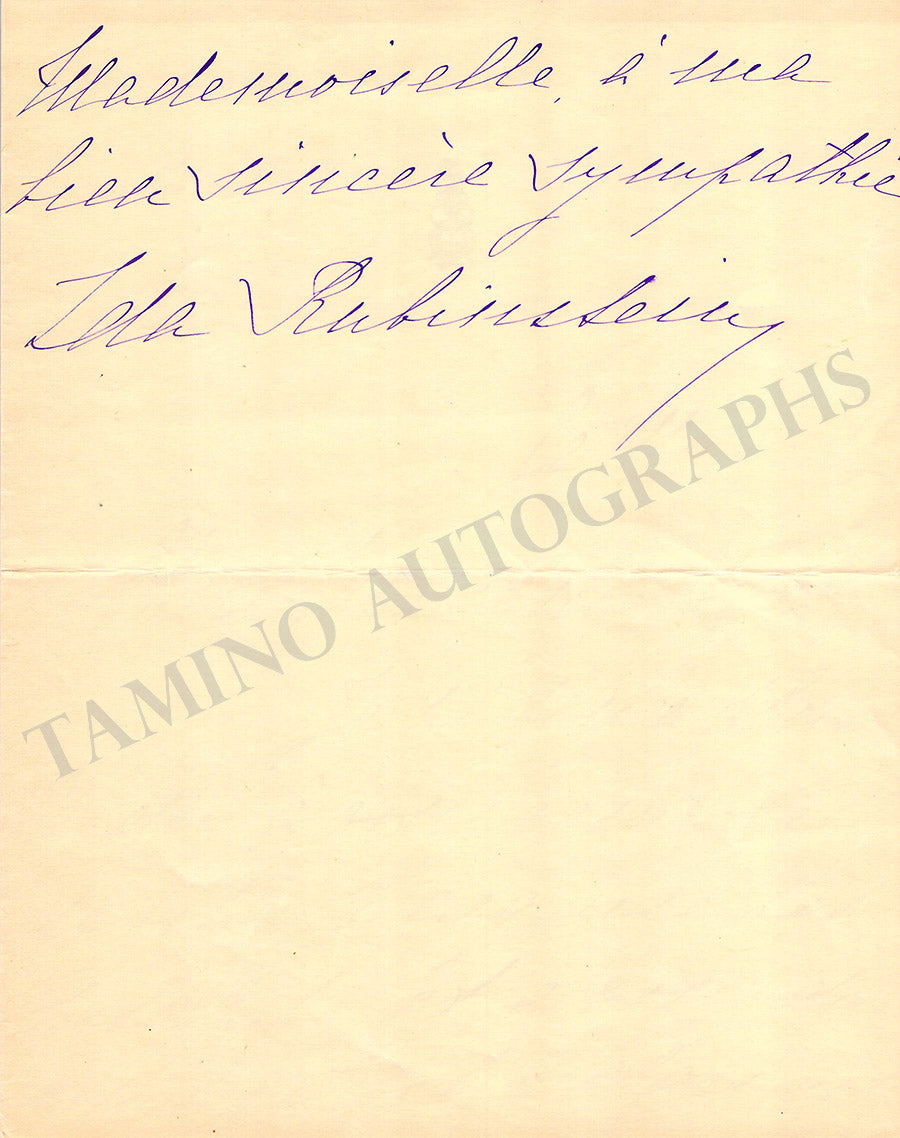 Mademoiselle, à ma
bien sincère sympathie
Ida Rubinstein
TAMINO AUTOGRAPHS